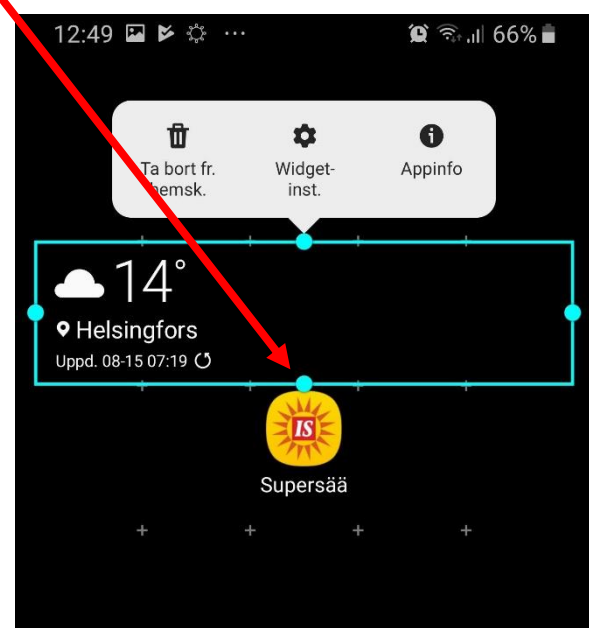 12:49 66%
Ta bort fr. hemsk.
Widget-inst.
Appinfo
14°
Helsingfors
Uppd. 08-15 07:19
IS
Supersää